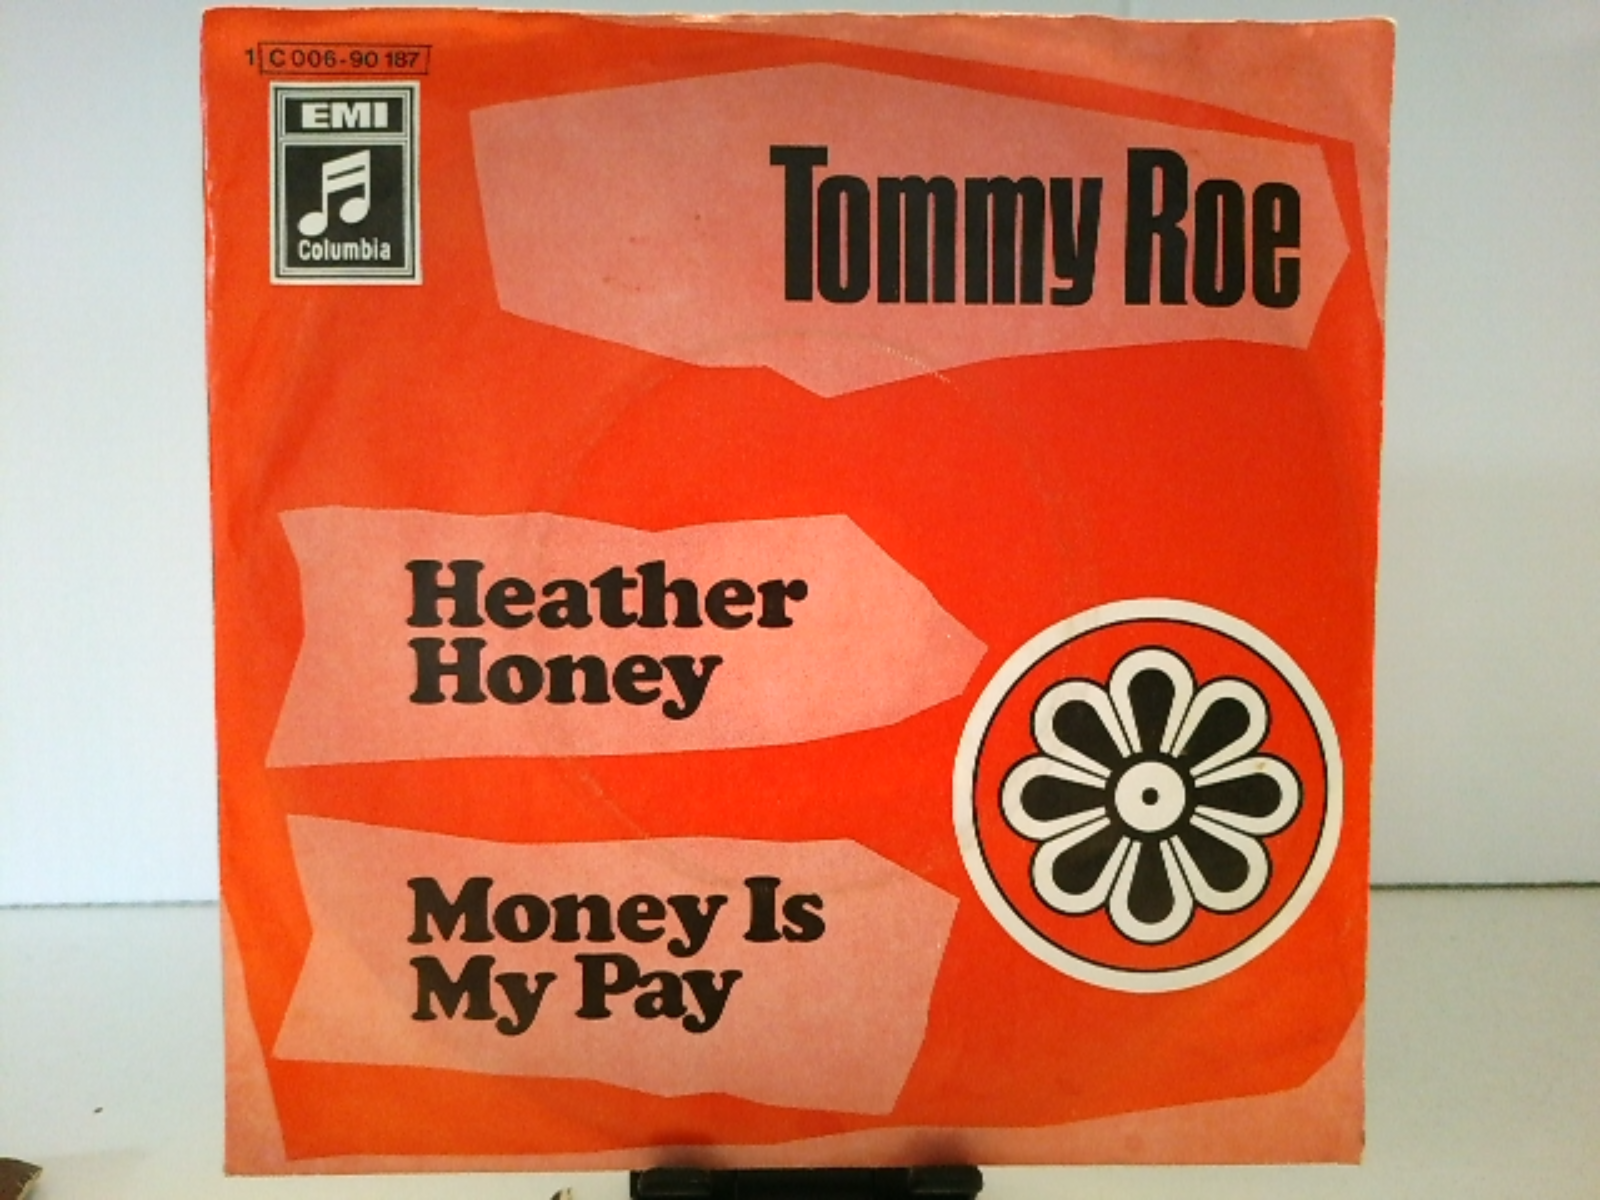 1 C 006-90 187
EMI
Columbia
Tommy Roe
Heather
Honey
Money Is
My Pay